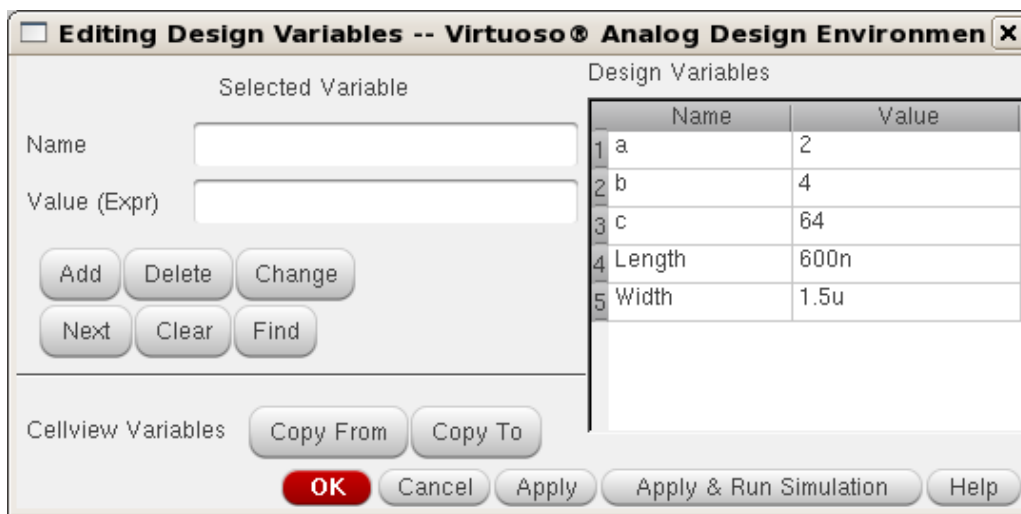 Editing Design Variables -- Virtuoso® Analog Design Environmen
Selected Variable
Name
Value (Expr)
Add Delete Change
Next Clear Find
Cellview Variables Copy From Copy To
Design Variables
Name Value
1 a 2
2 b 4
3 c 64
4 Length 600n
5 Width 1.5u
OK Cancel Apply Apply & Run Simulation Help